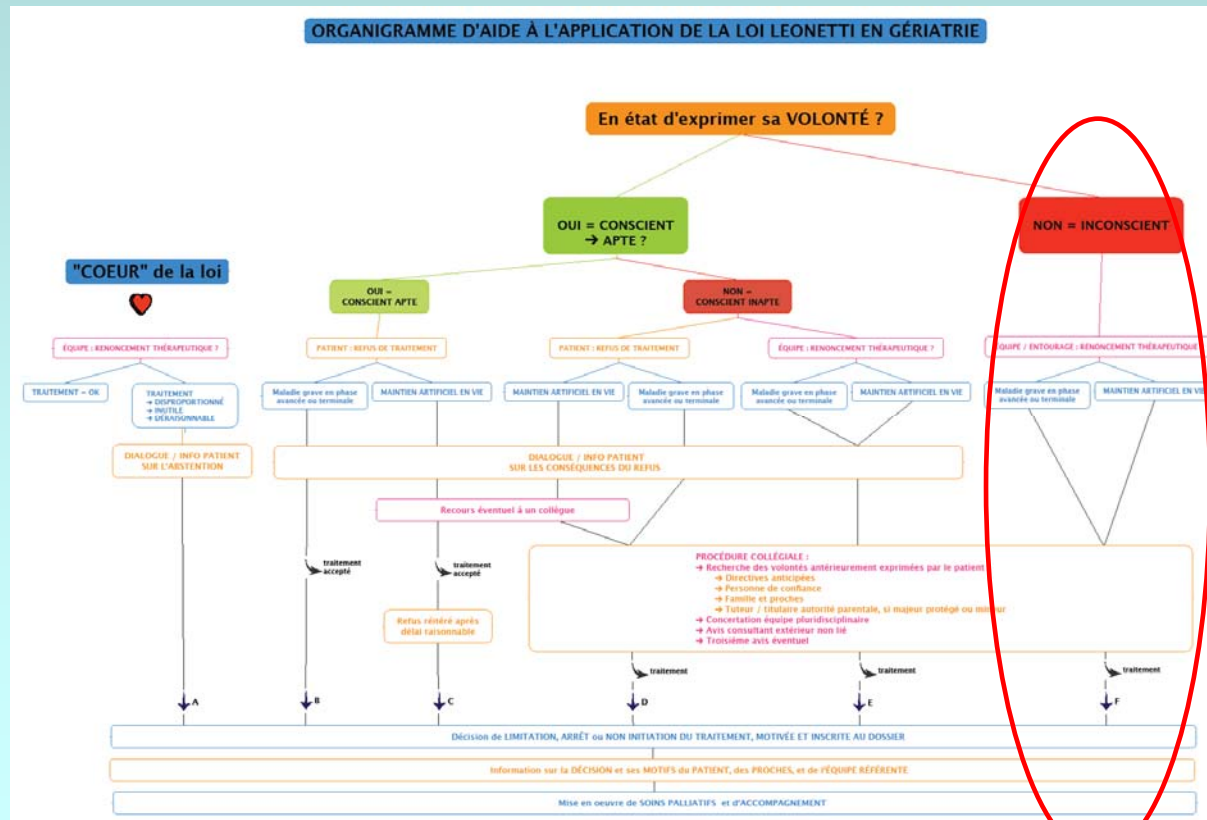 ORGANIGRAMME D'AIDE À L'APPLICATION DE LA LOI LEONETTI EN GÉRIATRIE
En état d'exprimer sa VOLONTÉ ?
OUI = CONSCIENT
→ APTE ?
NON = INCONSCIENT
"COEUR" de la loi
OUI =
CONSCIENT APTE
NON =
CONSCIENT INAPTE
ÉQUIPE : RENONCEMENT THÉRAPEUTIQUE ?
PATIENT : REFUS DE TRAITEMENT
PATIENT : REFUS DE TRAITEMENT
ÉQUIPE : RENONCEMENT THÉRAPEUTIQUE ?
ÉQUIPE / ENTOURAGE : RENONCEMENT THÉRAPEUTIQUE
TRAITEMENT = OK
TRAITEMENT
→ DISPROPORTIONNÉ
→ INUTILE
→ DÉRAISONNABLE
Maladie grave en phase
avancée ou terminale
MAINTIEN ARTIFICIEL EN VIE
MAINTIEN ARTIFICIEL EN VIE
Maladie grave en phase
avancée ou terminale
Maladie grave en phase
avancée ou terminale
MAINTIEN ARTIFICIEL EN VIE
Maladie grave en phase
avancée ou terminale
MAINTIEN ARTIFICIEL EN VIE
DIALOGUE / INFO PATIENT
SUR L'ABSTENTION
DIALOGUE / INFO PATIENT
SUR LES CONSÉQUENCES DU REFUS
Recours éventuel à un collègue
traitement
accepté
traitement
accepté
PROCÉDURE COLLÉGIALE :
→ Recherche des volontés antérieurement exprimées par le patient
→ Directives anticipées
→ Personne de confiance
→ Famille et proches
→ Tuteur / titulaire autorité parentale, si majeur protégé ou mineur
→ Concertation équipe pluridisciplinaire
→ Avis consultant extérieur non lié
→ Troisième avis éventuel
Refus réitéré après
délai raisonnable
traitement
traitement
traitement
A
B
C
D
E
F
Décision de LIMITATION, ARRÊT ou NON INITIATION DU TRAITEMENT, MOTIVÉE ET INSCRITE AU DOSSIER
Information sur la DÉCISION et ses MOTIFS du PATIENT, des PROCHES, et de l'ÉQUIPE RÉFÉRENTE
Mise en oeuvre de SOINS PALLIATIFS et d'ACCOMPAGNEMENT